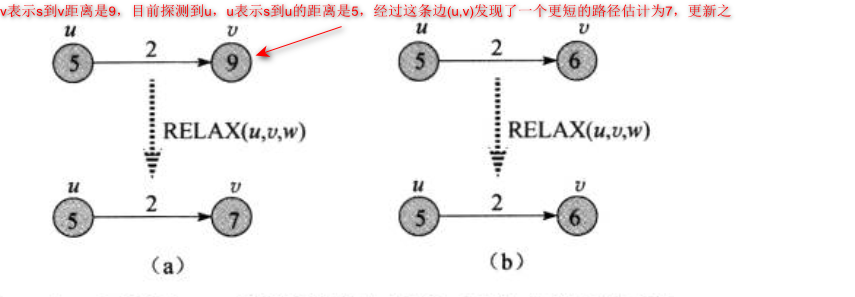 v表示s到v距离是9，目前探测到u，u表示s到u的距离是5，经过这条边(u,v)发现了一个更短的路径估计为7，更新之
u v u v
5 2 9 5 2 6
RELAX(u,v,w) RELAX(u,v,w)
u v u v
5 2 7 5 2 6
(a) (b)